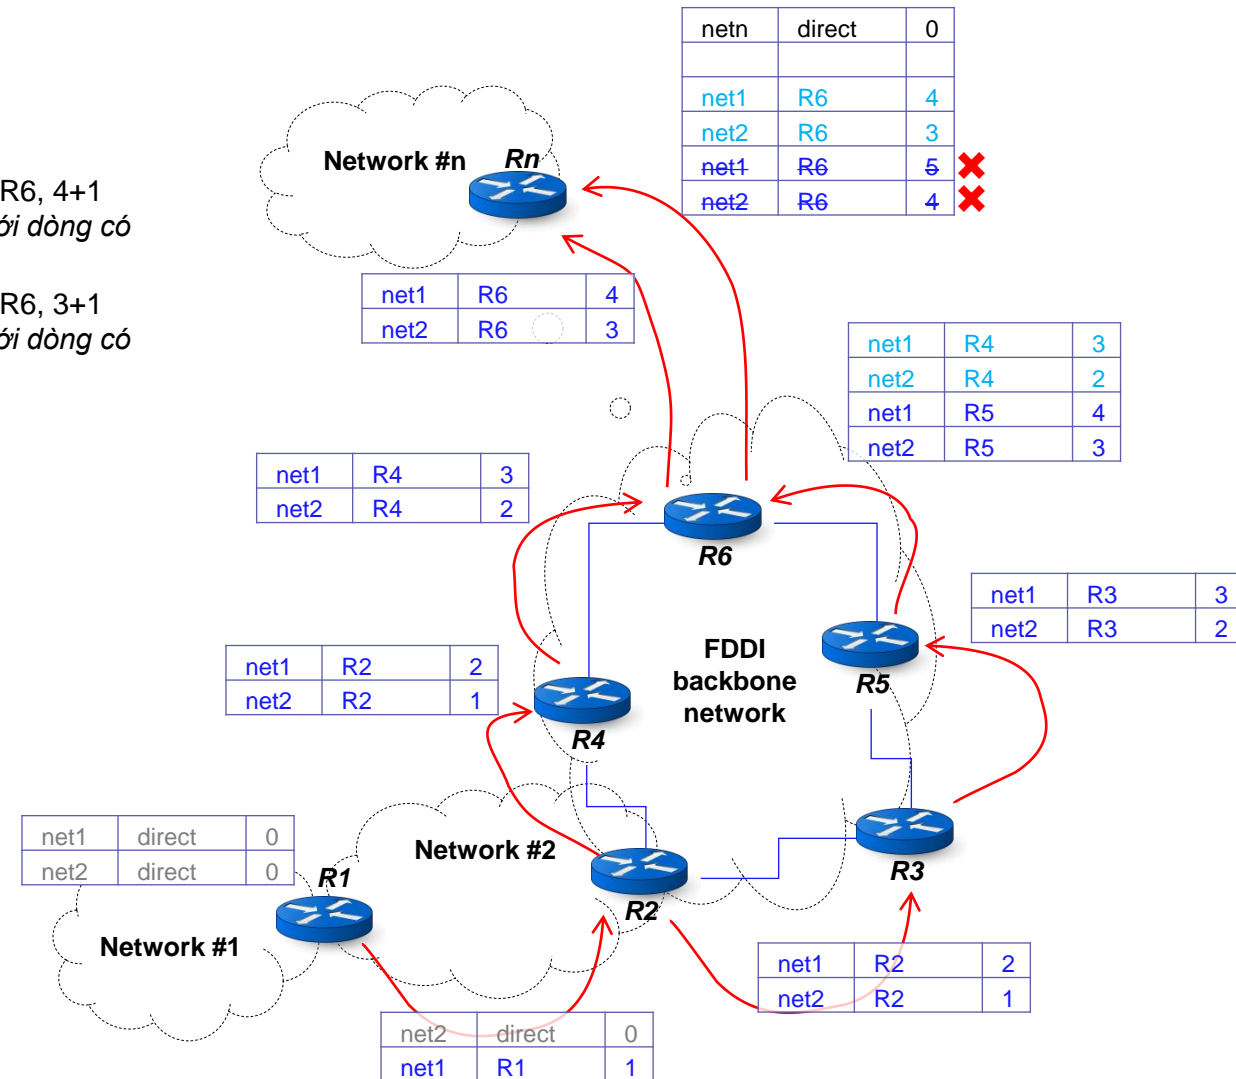 netn direct 0
net1 R6 4
net2 R6 3
net1 R6 5
net2 R6 4
Network #n Rn
R6, 4+1
ới dòng có
R6, 3+1
ới dòng có
net1 R6 4
net2 R6 3
net1 R4 3
net2 R4 2
net1 R5 4
net2 R5 3
net1 R4 3
net2 R4 2
R6
net1 R3 3
net2 R3 2
FDDI
backbone
network
R5
net1 R2 2
net2 R2 1
R4
net1 direct 0
net2 direct 0
Network #2
R1
R2
R3
Network #1
net1 R2 2
net2 R2 1
net2 direct 0
net1 R1 1